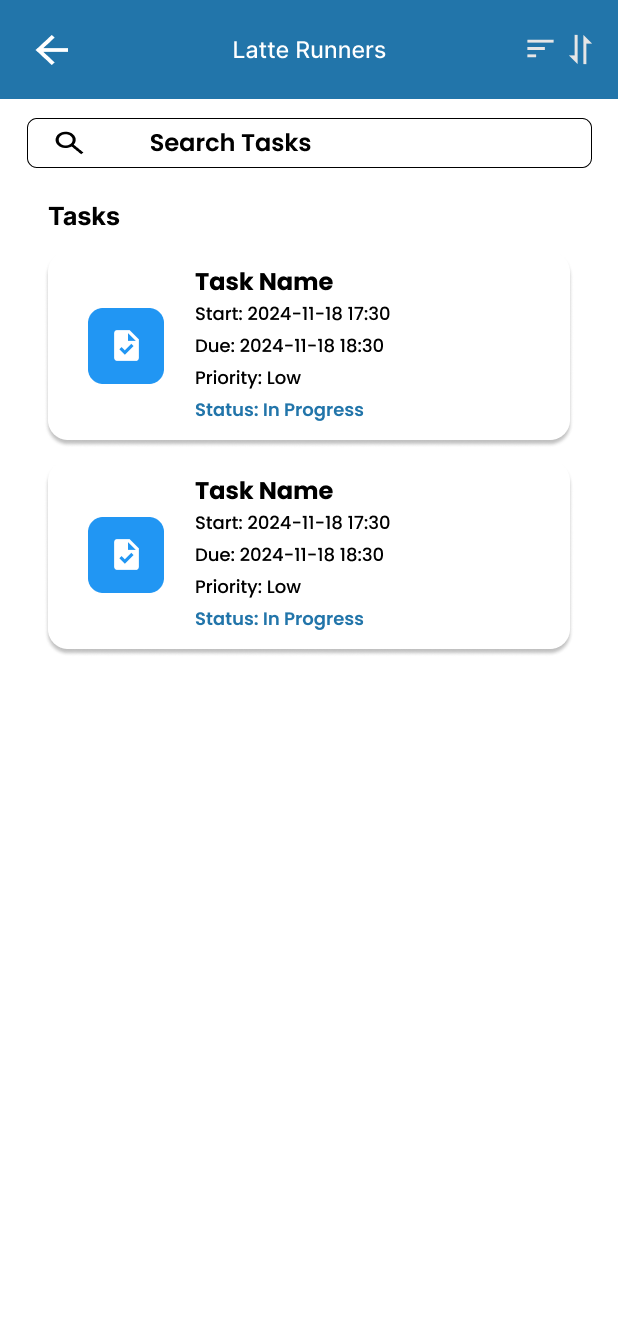 Latte Runners
Search Tasks
Tasks
Task Name
Start: 2024-11-18 17:30
Due: 2024-11-18 18:30
Priority: Low
Status: In Progress
Task Name
Start: 2024-11-18 17:30
Due: 2024-11-18 18:30
Priority: Low
Status: In Progress